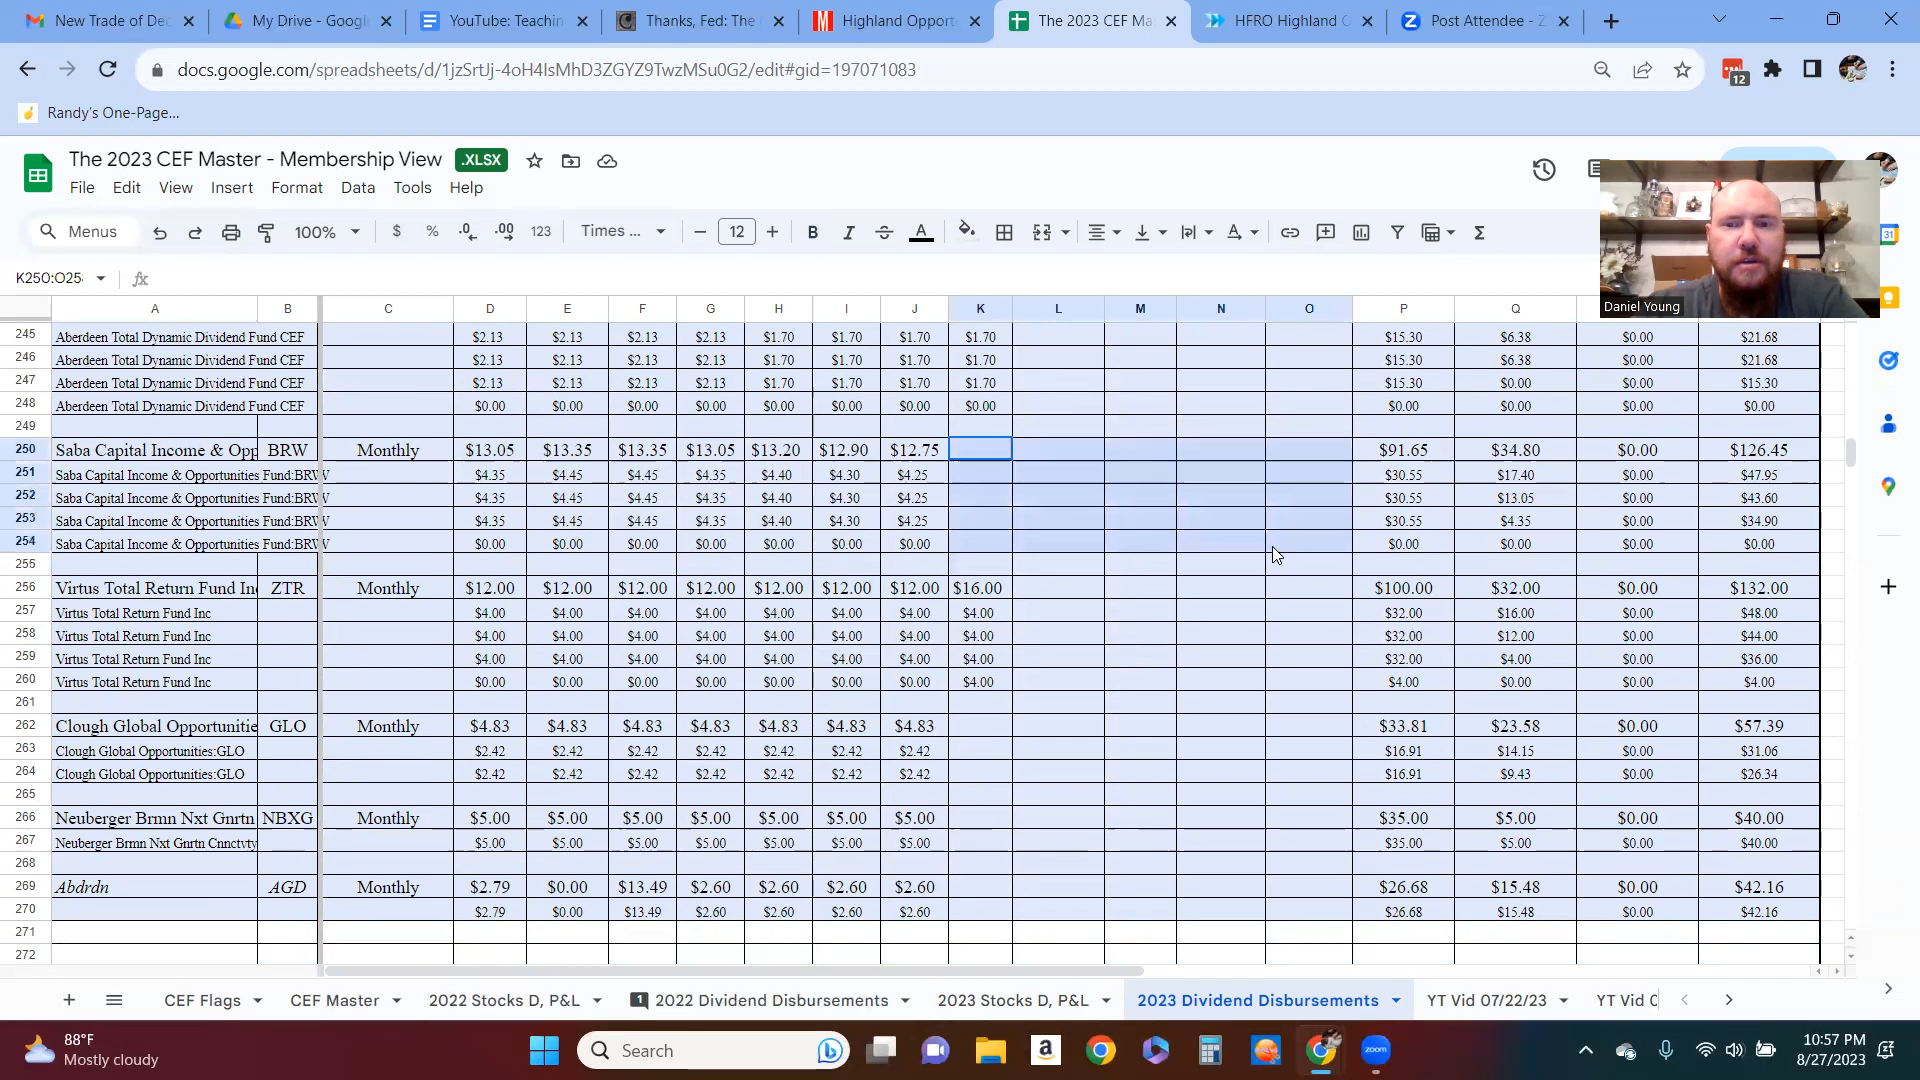 New Trade of Dec
My Drive - Google
YouTube: Teachin
Thanks, Fed: The
Highland Opport
The 2023 CEF Ma
HFRO Highland
Post Attendee - Z
docs.google.com/spreadsheets/d/1jzSrtJj-4oH4IsMhD3ZGYZ9TwzMSu0G2/edit#gid=197071083
12
Randy's One-Page...
The 2023 CEF Master - Membership View .XLSX
File Edit View Insert Format Data Tools Help
Menus 100% $ % .0 .00 123 Times ... 12 B I A
Daniel Young
31
K250:O25
fx
A B C D E F G H I J K L M N O P Q
245 Aberdeen Total Dynamic Dividend Fund CEF $2.13 $2.13 $2.13 $2.13 $1.70 $1.70 $1.70 $1.70 $15.30 $6.38 $0.00 $21.68
246 Aberdeen Total Dynamic Dividend Fund CEF $2.13 $2.13 $2.13 $2.13 $1.70 $1.70 $1.70 $1.70 $15.30 $6.38 $0.00 $21.68
247 Aberdeen Total Dynamic Dividend Fund CEF $2.13 $2.13 $2.13 $2.13 $1.70 $1.70 $1.70 $1.70 $15.30 $0.00 $0.00 $15.30
248 Aberdeen Total Dynamic Dividend Fund CEF $0.00 $0.00 $0.00 $0.00 $0.00 $0.00 $0.00 $0.00 $0.00 $0.00 $0.00 $0.00
249
250 Saba Capital Income & Opp BRW Monthly $13.05 $13.35 $13.35 $13.05 $13.20 $12.90 $12.75 $91.65 $34.80 $0.00 $126.45
251 Saba Capital Income & Opportunities Fund:BRW $4.35 $4.45 $4.45 $4.35 $4.40 $4.30 $4.25 $30.55 $17.40 $0.00 $47.95
252 Saba Capital Income & Opportunities Fund:BRW $4.35 $4.45 $4.45 $4.35 $4.40 $4.30 $4.25 $30.55 $13.05 $0.00 $43.60
253 Saba Capital Income & Opportunities Fund:BRW $4.35 $4.45 $4.45 $4.35 $4.40 $4.30 $4.25 $30.55 $4.35 $0.00 $34.90
254 Saba Capital Income & Opportunities Fund:BRW $0.00 $0.00 $0.00 $0.00 $0.00 $0.00 $0.00 $0.00 $0.00 $0.00 $0.00
255
256 Virtus Total Return Fund Inc ZTR Monthly $12.00 $12.00 $12.00 $12.00 $12.00 $12.00 $12.00 $16.00 $100.00 $32.00 $0.00 $132.00
257 Virtus Total Return Fund Inc $4.00 $4.00 $4.00 $4.00 $4.00 $4.00 $4.00 $4.00 $32.00 $16.00 $0.00 $48.00
258 Virtus Total Return Fund Inc $4.00 $4.00 $4.00 $4.00 $4.00 $4.00 $4.00 $4.00 $32.00 $12.00 $0.00 $44.00
259 Virtus Total Return Fund Inc $4.00 $4.00 $4.00 $4.00 $4.00 $4.00 $4.00 $4.00 $32.00 $4.00 $0.00 $36.00
260 Virtus Total Return Fund Inc $0.00 $0.00 $0.00 $0.00 $0.00 $0.00 $0.00 $4.00 $4.00 $0.00 $0.00 $4.00
261
262 Clough Global Opportunitie GLO Monthly $4.83 $4.83 $4.83 $4.83 $4.83 $4.83 $4.83 $33.81 $23.58 $0.00 $57.39
263 Clough Global Opportunities:GLO $2.42 $2.42 $2.42 $2.42 $2.42 $2.42 $2.42 $16.91 $14.15 $0.00 $31.06
264 Clough Global Opportunities:GLO $2.42 $2.42 $2.42 $2.42 $2.42 $2.42 $2.42 $16.91 $9.43 $0.00 $26.34
265
266 Neuberger Brmn Nxt Gnrtn NBXG Monthly $5.00 $5.00 $5.00 $5.00 $5.00 $5.00 $5.00 $35.00 $5.00 $0.00 $40.00
267 Neuberger Brmn Nxt Gnrtn Cnnctvty $5.00 $5.00 $5.00 $5.00 $5.00 $5.00 $5.00 $35.00 $5.00 $0.00 $40.00
268
269 Abdrdn AGD Monthly $2.79 $0.00 $13.49 $2.60 $2.60 $2.60 $2.60 $26.68 $15.48 $0.00 $42.16
270 $2.79 $0.00 $13.49 $2.60 $2.60 $2.60 $2.60 $26.68 $15.48 $0.00 $42.16
271
272
CEF Flags CEF Master 2022 Stocks D, P&L 1 2022 Dividend Disbursements 2023 Stocks D, P&L 2023 Dividend Disbursements YT Vid 07/22/23 YT Vid
88°F
Mostly cloudy
Search
zoom
10:57 PM
8/27/2023